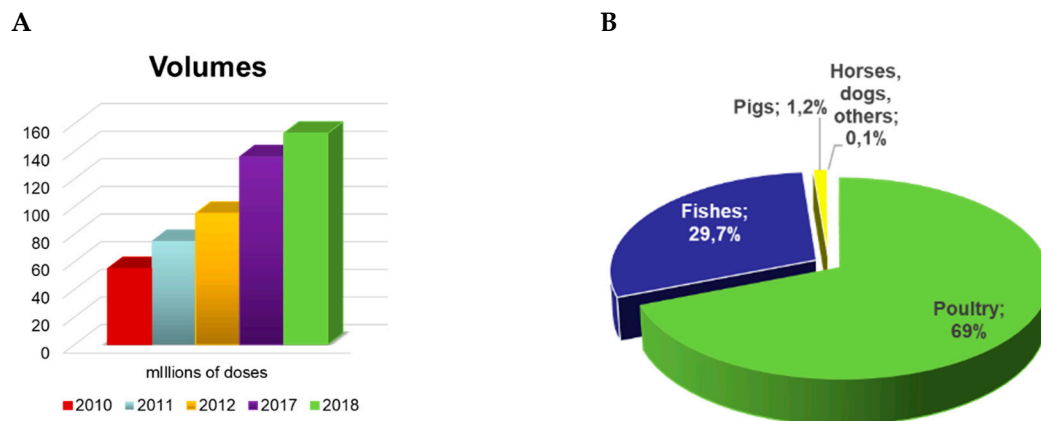 A
B
Volumes
160
140
120
100
80
60
40
20
0
millions of doses
2010 2011 2012 2017 2018
Pigs; 1,2%
Horses,
dogs,
others;
0,1%
Fishes;
29,7%
Poultry;
69%